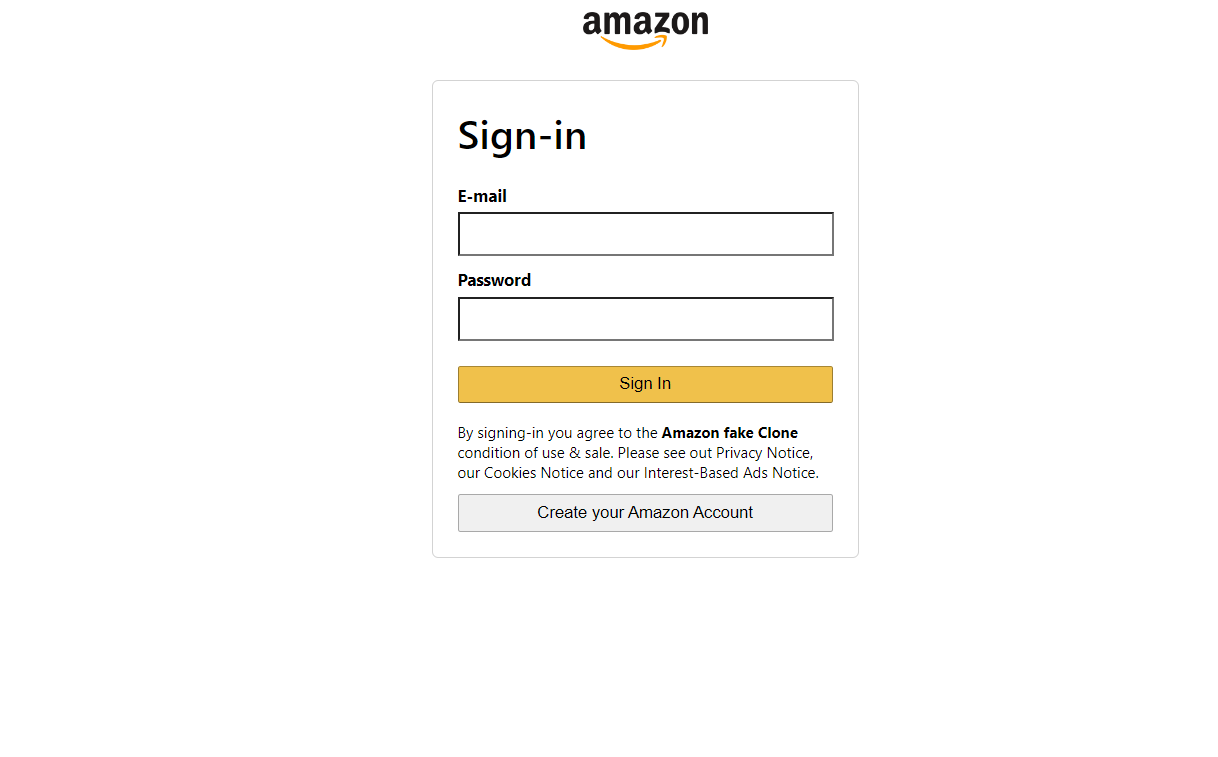 amazon
Sign-in
E-mail
Password
Sign In
By signing-in you agree to the Amazon fake Clone
condition of use & sale. Please see out Privacy Notice,
our Cookies Notice and our Interest-Based Ads Notice.
Create your Amazon Account